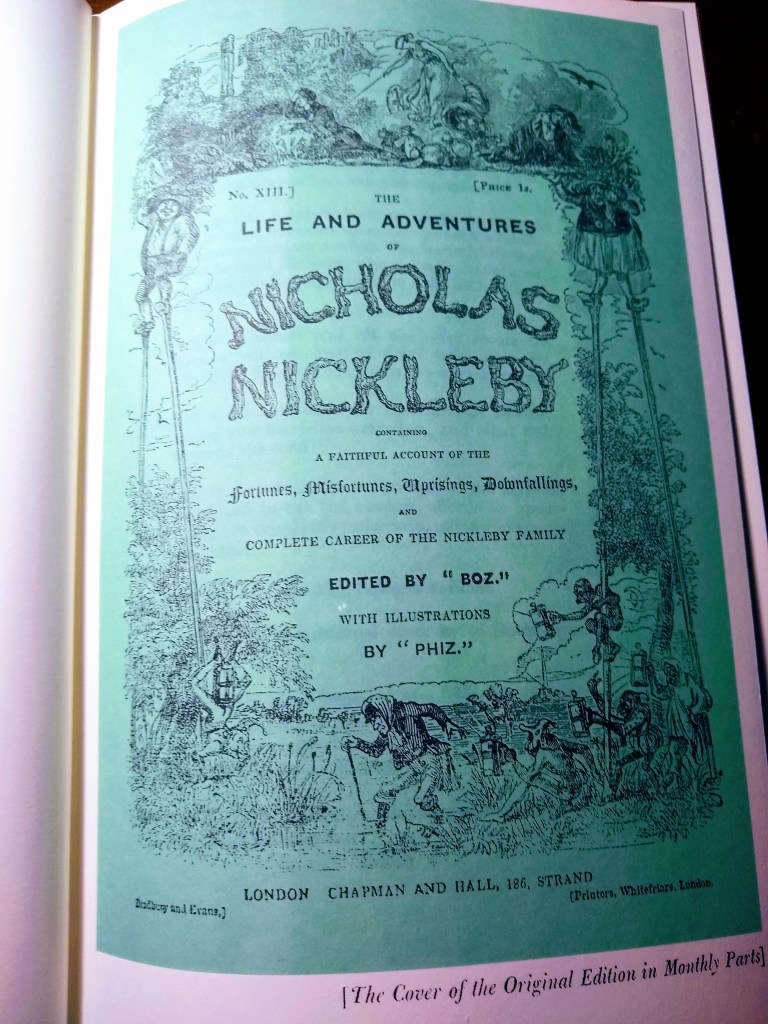 No. XIII.] [PRICE 1s.
THE
LIFE AND ADVENTURES
OF
NICHOLAS
NICKLEBY
CONTAINING
A FAITHFUL ACCOUNT OF THE
Fortunes, Misfortunes, Uprisings, Downfallings,
AND
COMPLETE CAREER OF THE NICKLEBY FAMILY
EDITED BY “ BOZ.”
WITH ILLUSTRATIONS
BY “ PHIZ.”
LONDON CHAPMAN AND HALL, 186, STRAND
Bradbury and Evans,] [Printers, Whitefriars, London.
[The Cover of the Original Edition in Monthly Parts]